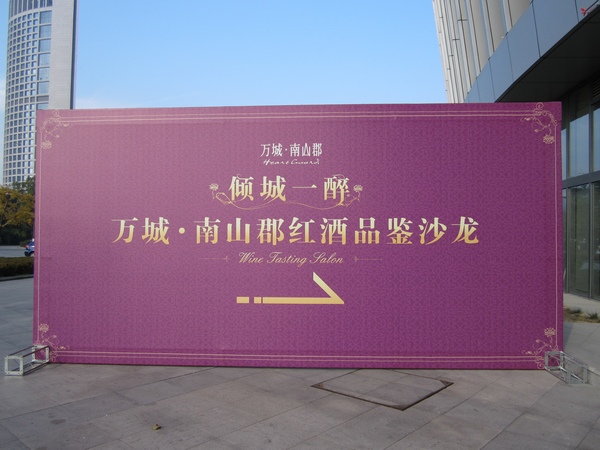 万城·南山郡
Heart Guard
倾城一醉
万城·南山郡红酒品鉴沙龙
Wine Tasting Salon